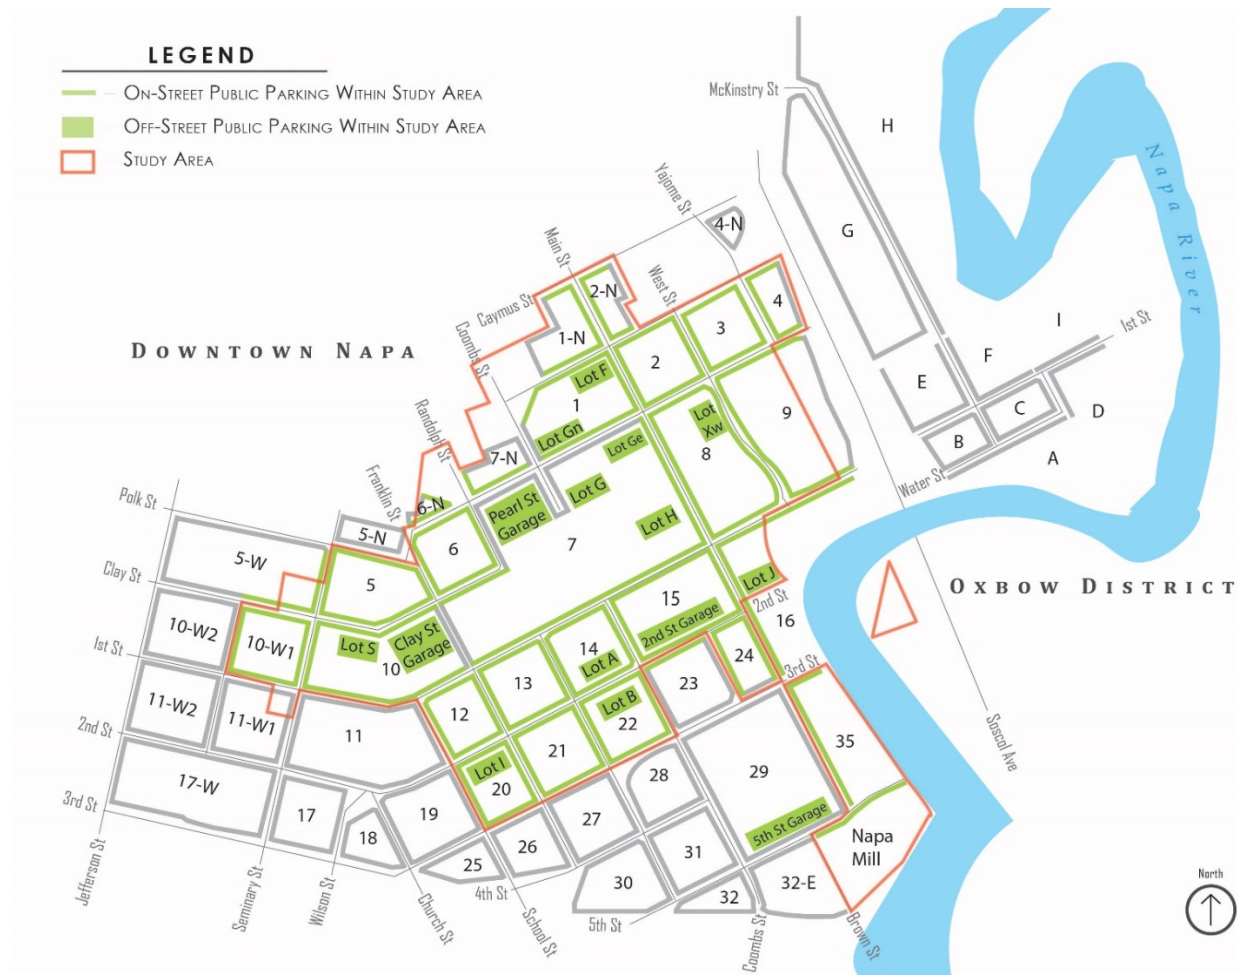 LEGEND
ON-STREET PUBLIC PARKING WITHIN STUDY AREA
OFF-STREET PUBLIC PARKING WITHIN STUDY AREA
STUDY AREA
McKinstry St
H
Napa River
Yajome St
4-N
G
Main St
2-N
West St
Caymus St
4
3
I
1st St
Coombs St
1-N
2
DOWNTOWN NAPA
F
Lot F
E
1
9
C
D
Randolph St
Lot Gn
Lot Xw
B
Lot Ge
8
A
7-N
Water St
Franklin St
Lot G
Polk St
6-N
Pearl St
Garage
Lot H
5-N
7
6
5-W
5
Clay St
Lot J
OXBOW DISTRICT
2nd St
15
10-W2
10-W1
Lot S
Clay St
Garage
2nd St Garage
16
1st St
10
14
Lot A
24
3rd St
13
23
11-W2
11-W1
12
Lot B
22
2nd St
11
21
35
Soscol Ave
Lot I
28
29
17-W
20
3rd St
17
19
27
5th St Garage
18
26
31
Napa
Mill
25
Jefferson St
4th St
30
32
32-E
Seminary St
Wilson St
Church St
School St
5th St
Coombs St
Brown St
North